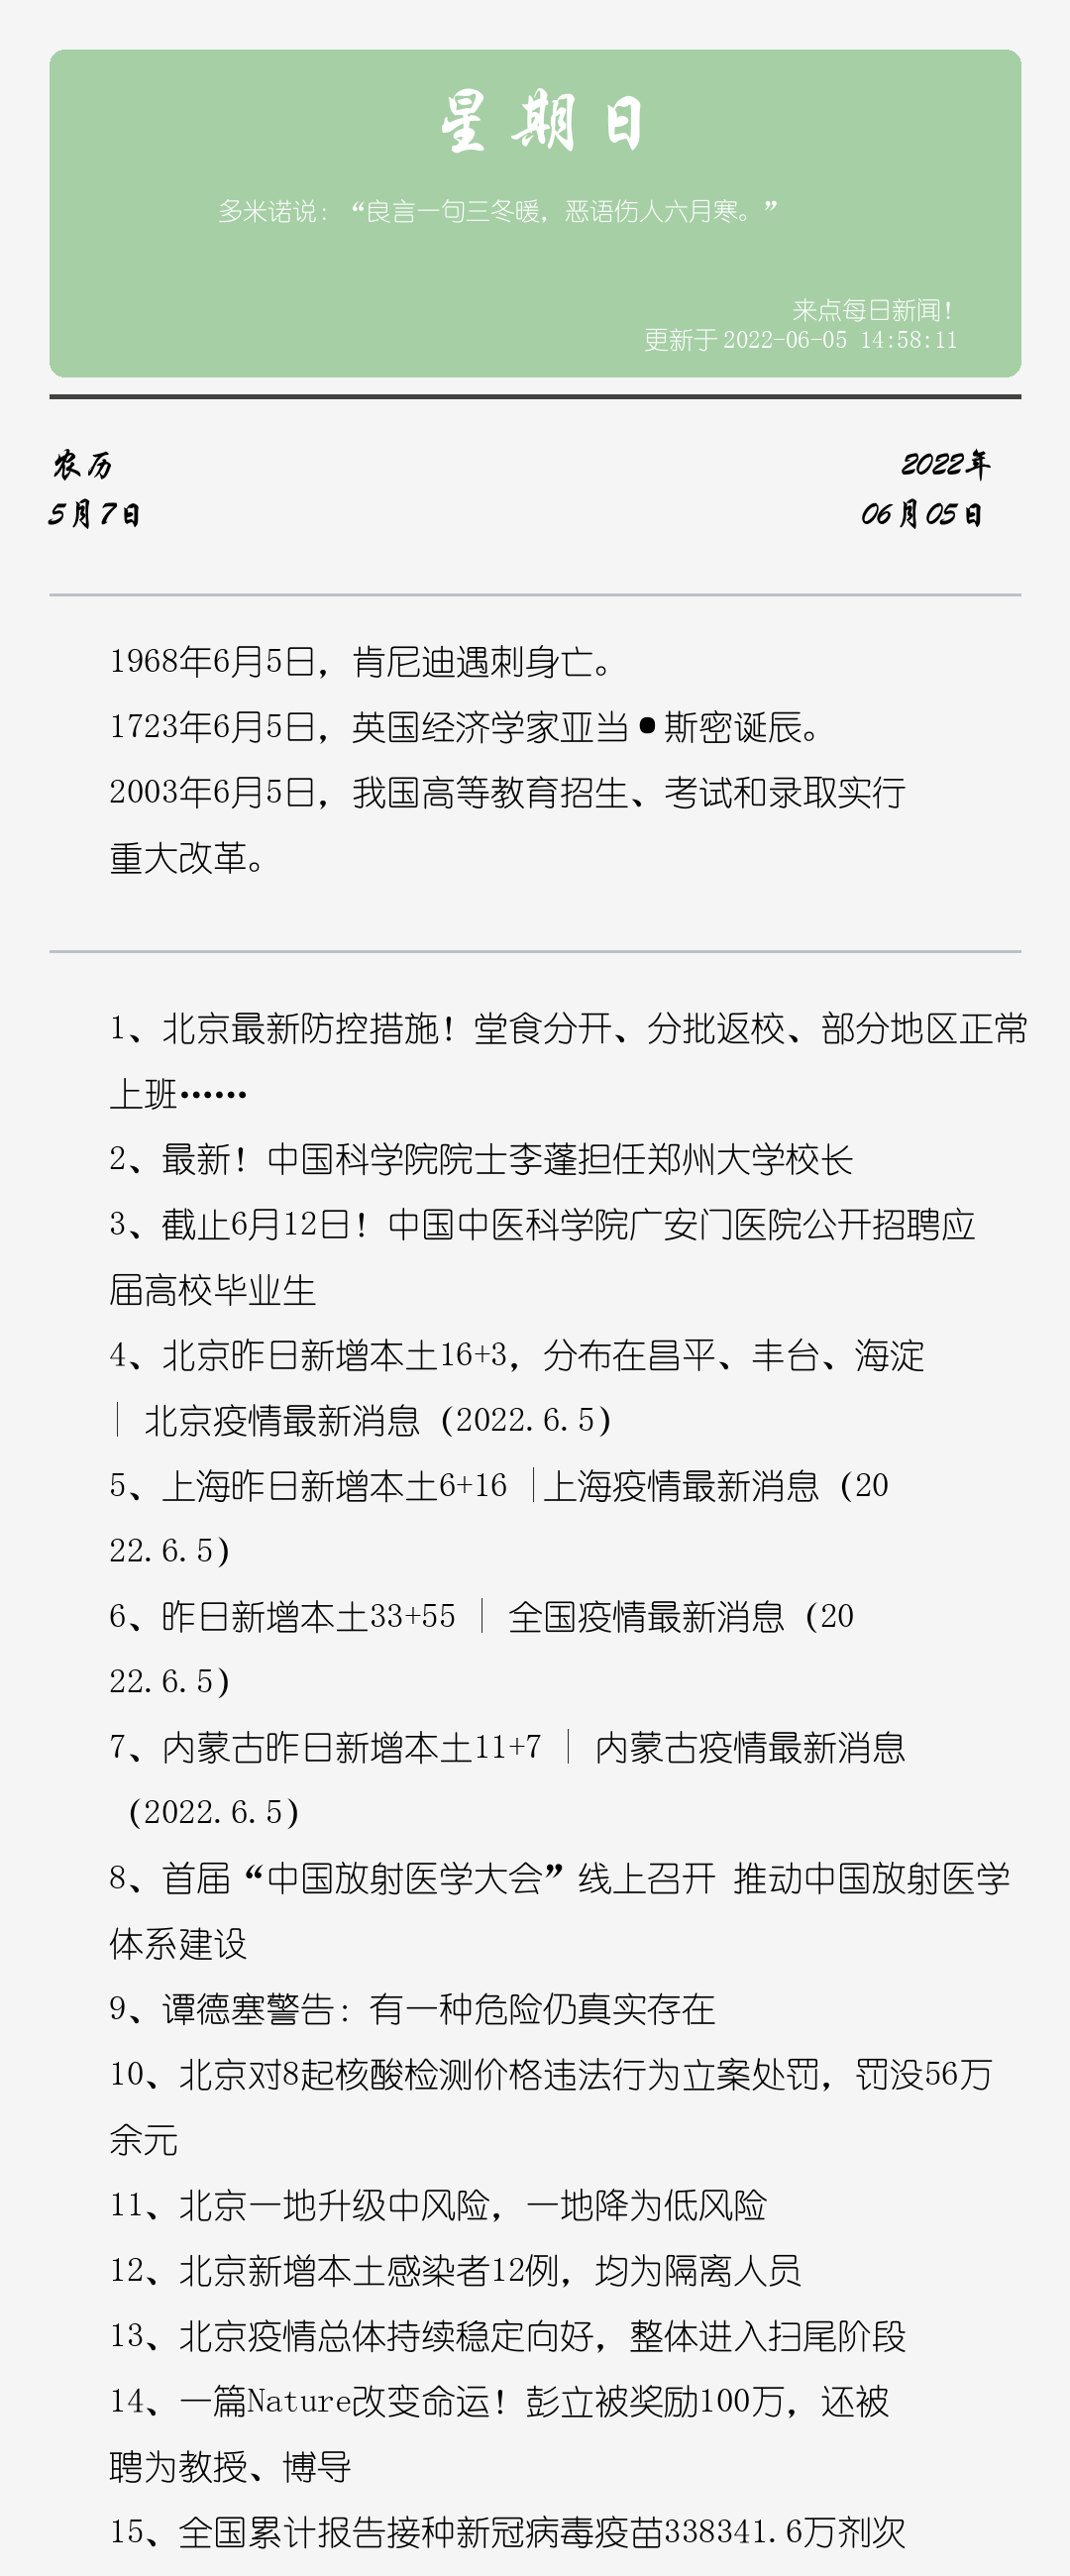 星期日
多米诺说：“良言一句三冬暖，恶语伤人六月寒。”
来点每日新闻！
更新于 2022-06-05 14:58:11
农历
5月7日
2022年
06月05日
1968年6月5日，肯尼迪遇刺身亡。
1723年6月5日，英国经济学家亚当•斯密诞辰。
2003年6月5日，我国高等教育招生、考试和录取实行
重大改革。
1、北京最新防控措施！堂食分开、分批返校、部分地区正常
上班……
2、最新！中国科学院院士李蓬担任郑州大学校长
3、截止6月12日！中国中医科学院广安门医院公开招聘应
届高校毕业生
4、北京昨日新增本土16+3，分布在昌平、丰台、海淀
| 北京疫情最新消息（2022.6.5）
5、上海昨日新增本土6+16 |上海疫情最新消息（20
22.6.5）
6、昨日新增本土33+55 | 全国疫情最新消息（20
22.6.5）
7、内蒙古昨日新增本土11+7 | 内蒙古疫情最新消息
（2022.6.5）
8、首届“中国放射医学大会”线上召开 推动中国放射医学
体系建设
9、谭德塞警告：有一种危险仍真实存在
10、北京对8起核酸检测价格违法行为立案处罚，罚没56万
余元
11、北京一地升级中风险，一地降为低风险
12、北京新增本土感染者12例，均为隔离人员
13、北京疫情总体持续稳定向好，整体进入扫尾阶段
14、一篇Nature改变命运！彭立被奖励100万，还被
聘为教授、博导
15、全国累计报告接种新冠病毒疫苗338341.6万剂次